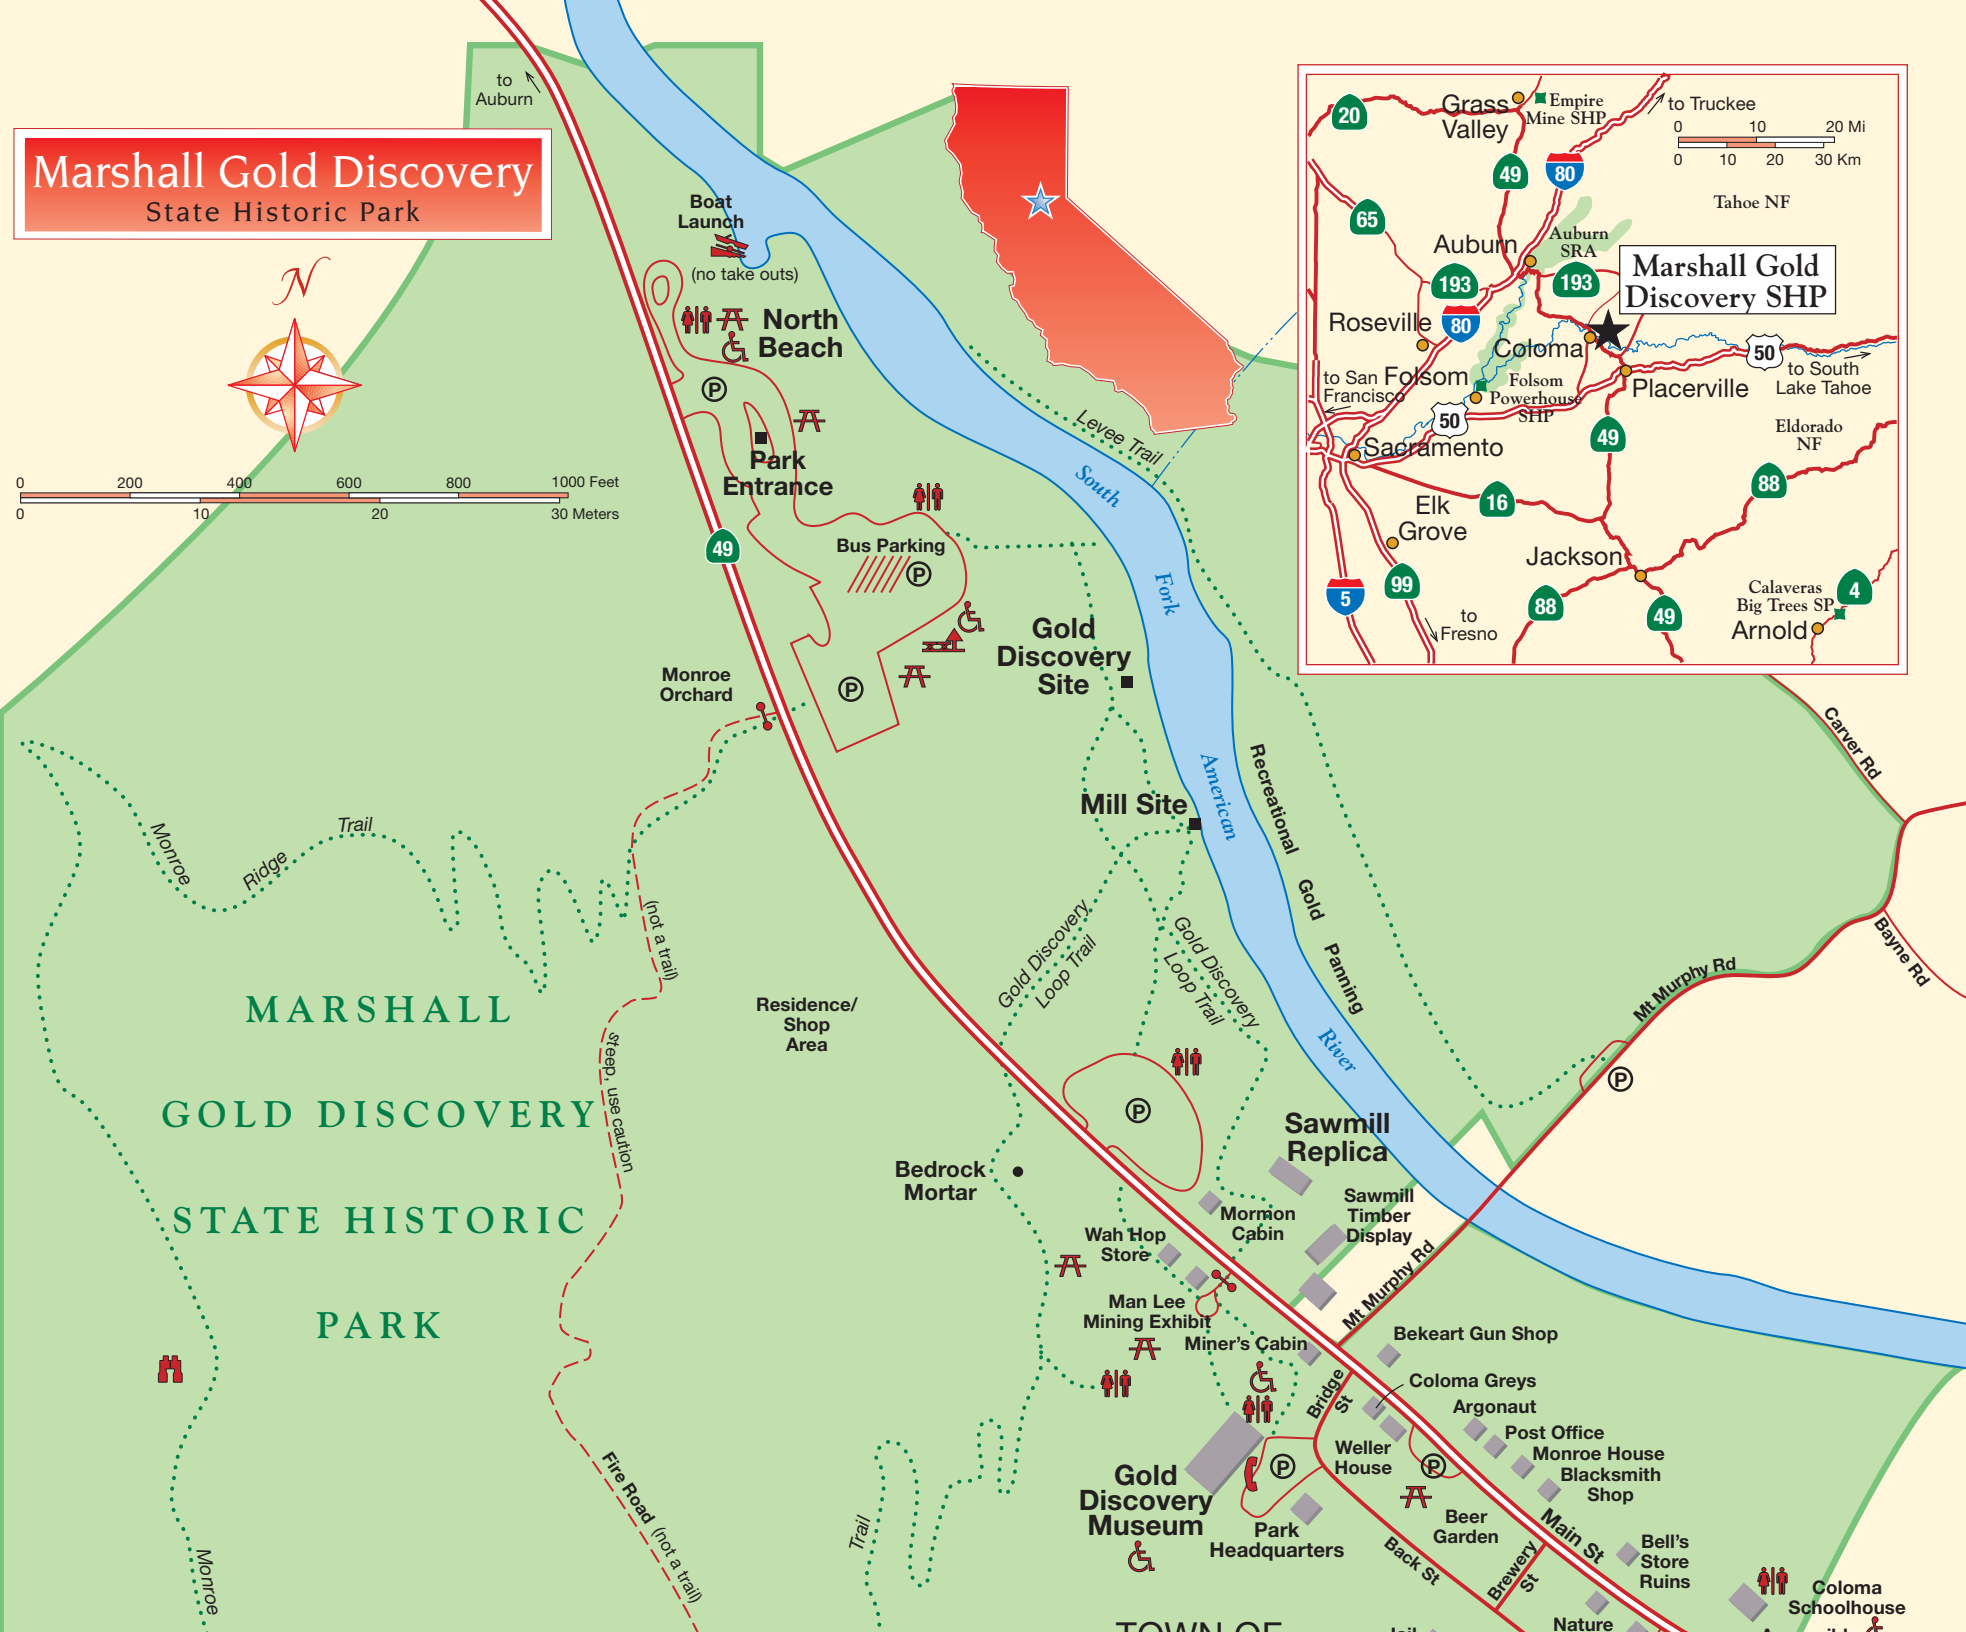 to
Auburn
Marshall Gold Discovery
State Historic Park
N
0 200 400 600 800 1000 Feet
0 10 20 30 Meters
Boat
Launch
(no take outs)
North
Beach
P
Park
Entrance
49
Bus Parking
P
P
Monroe
Orchard
Gold
Discovery
Site
Mill Site
Levee Trail
South
Fork
American
River
Recreational
Gold
Panning
Grass
Valley
Empire
Mine SHP
to Truckee
0 10 20 Mi
0 10 20 30 Km
20
49
80
Tahoe NF
65
Auburn
Auburn
SRA
193
193
Marshall Gold
Discovery SHP
Roseville
80
Coloma
50
to South
Lake Tahoe
to San
Francisco
Folsom
Folsom
Powerhouse
SHP
Placerville
50
Sacramento
49
Eldorado
NF
88
16
Elk
Grove
Jackson
99
5
88
49
to
Fresno
Calaveras
Big Trees SP
4
Arnold
Carver Rd
Bayne Rd
Mt Murphy Rd
P
Monroe
Ridge
Trail
(not a trail)
steep, use caution
MARSHALL
GOLD DISCOVERY
STATE HISTORIC
PARK
Residence/
Shop
Area
Gold Discovery
Loop Trail
Gold Discovery
Loop Trail
P
Bedrock
Mortar
Sawmill
Replica
Sawmill
Timber
Display
Mormon
Cabin
Wah Hop
Store
Man Lee
Mining Exhibit
Miner's Cabin
Mt Murphy Rd
Bekeart Gun Shop
Coloma Greys
Argonaut
Post Office
Monroe House
Blacksmith
Shop
Bridge
St
Weller
House
P
P
Gold
Discovery
Museum
Park
Headquarters
Beer
Garden
Main St
Back St
Brewery
St
Bell's
Store
Ruins
Coloma
Schoolhouse
Nature
Fire Road (not a trail)
Trail
Monroe
TOWN OF